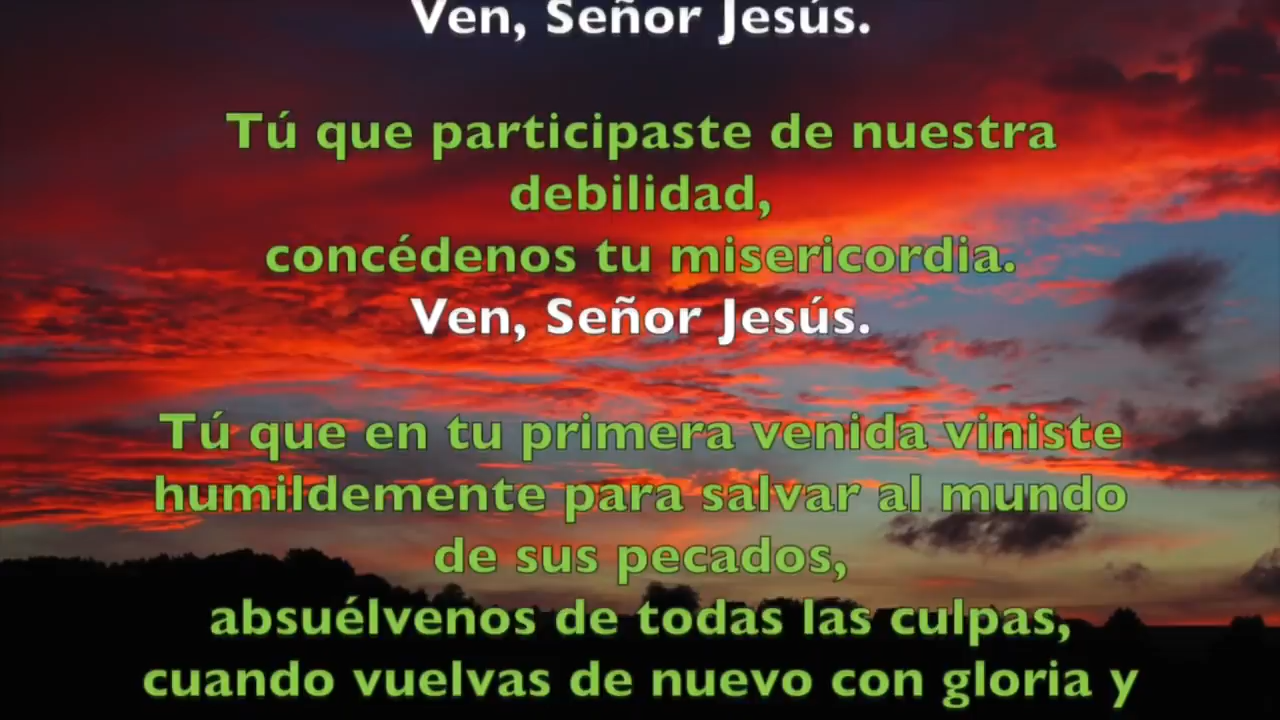 Ven, Señor Jesús.
Tú que participaste de nuestra
debilidad,
concédenos tu misericordia.
Ven, Señor Jesús.
Tú que en tu primera venida viniste
humildemente para salvar al mundo
de sus pecados,
absuélvenos de todas las culpas,
cuando vuelvas de nuevo con gloria y